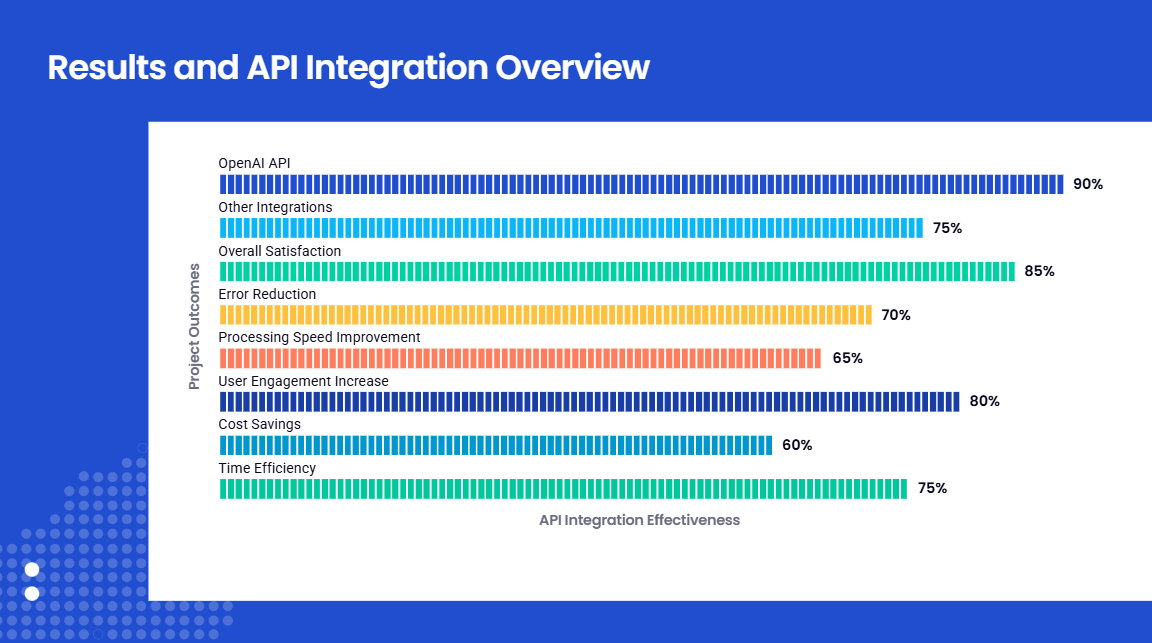 Results and API Integration Overview
OpenAI API
90%
Other Integrations
75%
Overall Satisfaction
85%
Error Reduction
70%
Processing Speed Improvement
65%
User Engagement Increase
80%
Cost Savings
60%
Time Efficiency
75%
Project Outcomes
API Integration Effectiveness